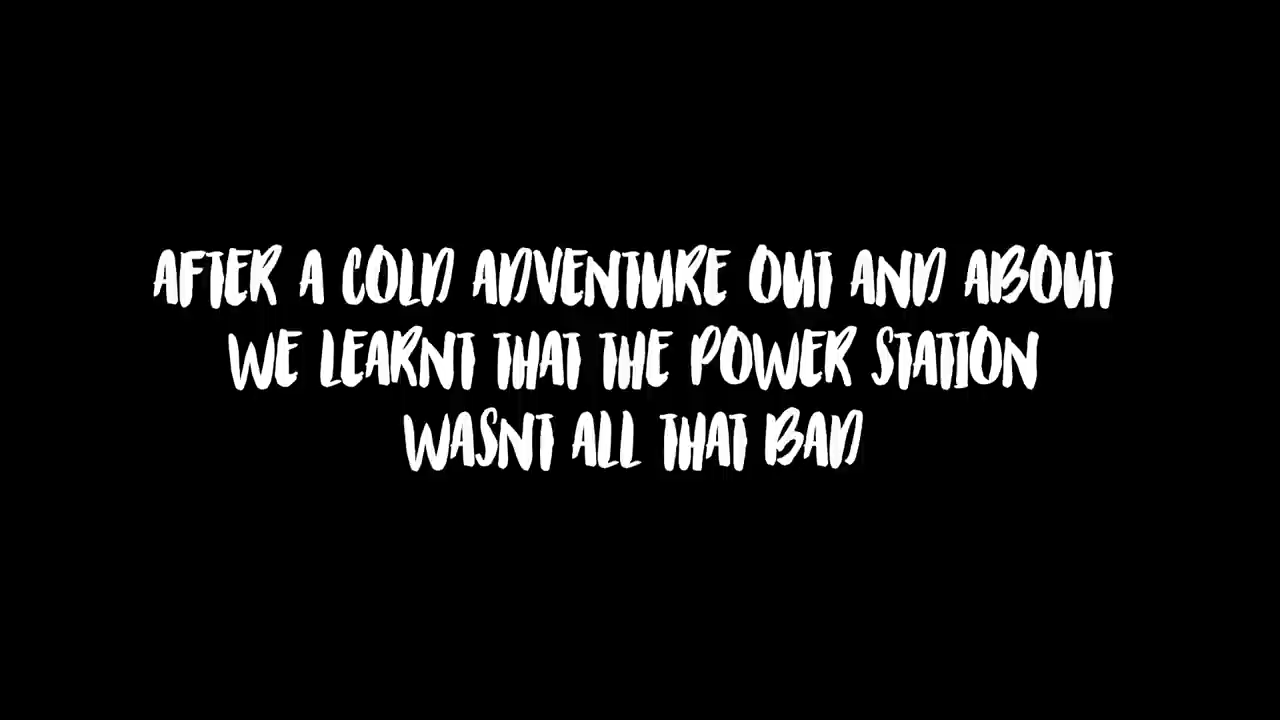 AFTER A COLD ADVENTURE OUT AND ABOUT
WE LEARNT THAT THE POWER STATION
WASNT ALL THAT BAD